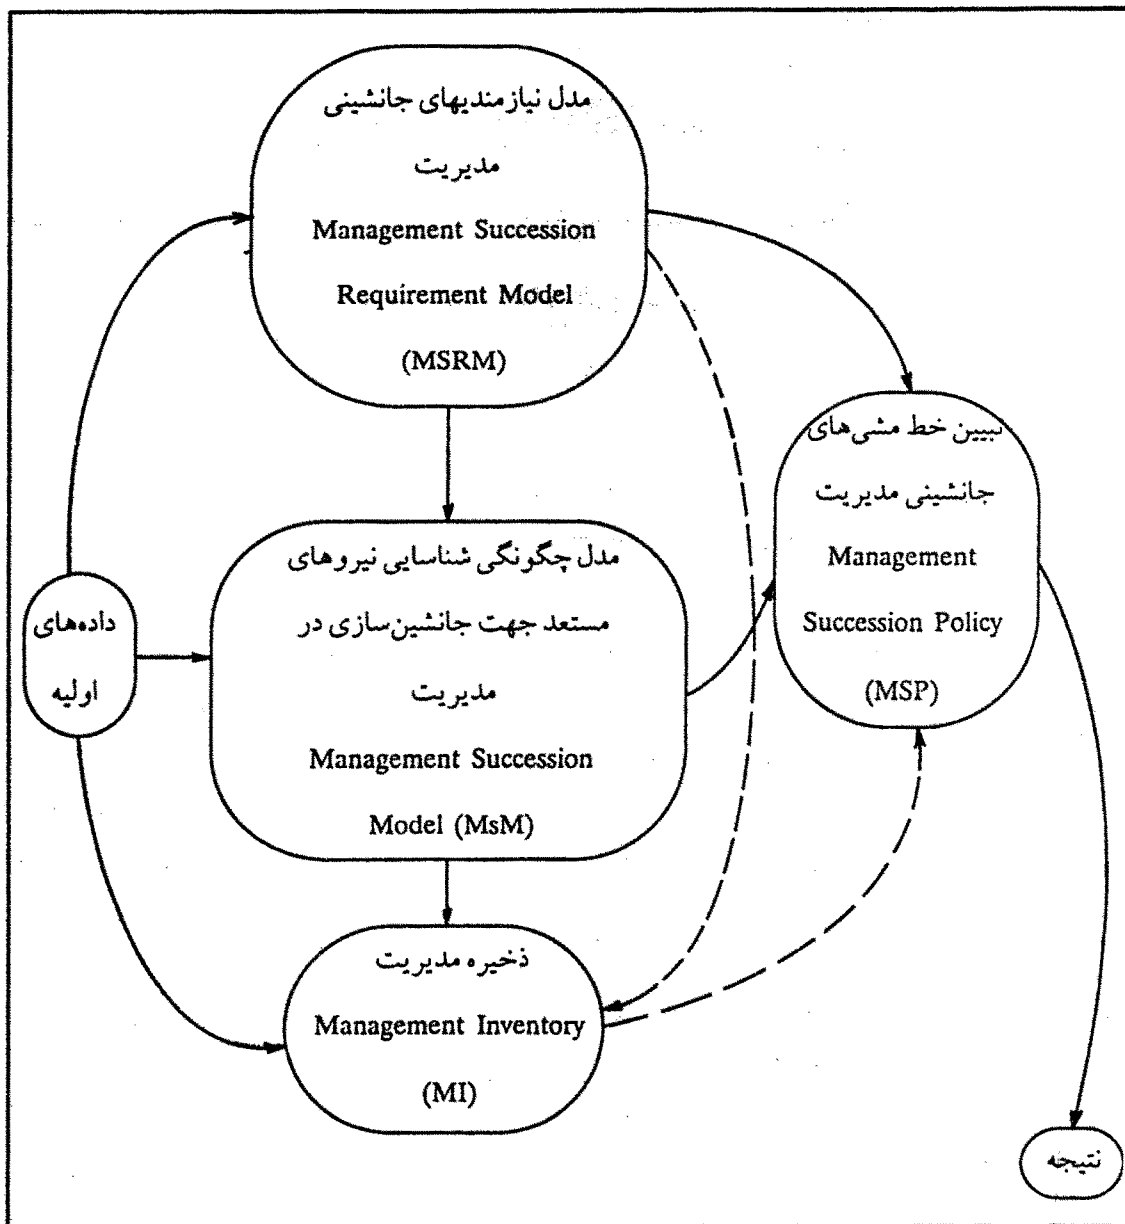 مدل نیازمندیهای جانشینی
مدیریت
Management Succession
Requirement Model
(MSRM)
تبیین خط مشی‌های
جانشینی مدیریت
Management
Succession Policy
(MSP)
مدل چگونگی شناسایی نیروهای
مستعد جهت جانشین‌سازی در
مدیریت
Management Succession
Model (MsM)
داده‌های
اولیه
ذخیره مدیریت
Management Inventory
(MI)
نتیجه